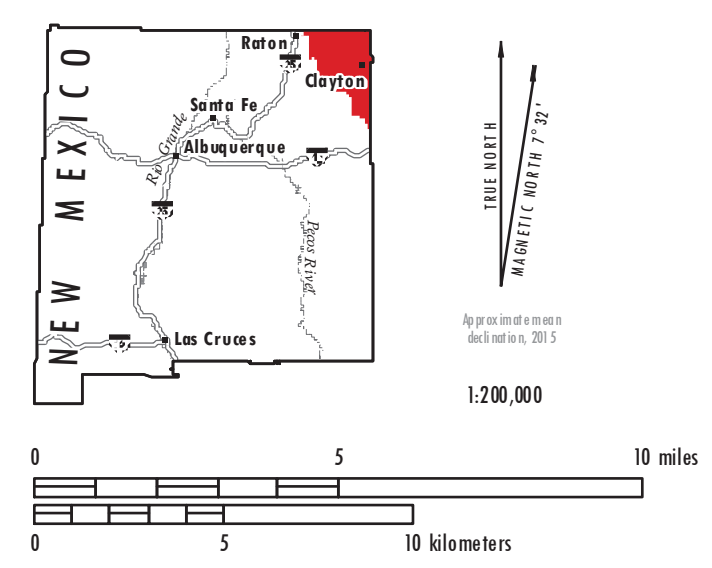 NEW MEXICO
Raton
Clayton
Santa Fe
Rio Grande
Albuquerque
Pecos River
Las Cruces
TRUE NORTH
MAGNETIC NORTH 7° 32'
Approximate mean
declination, 2015
1:200,000
0 5 10 miles
0 5 10 kilometers